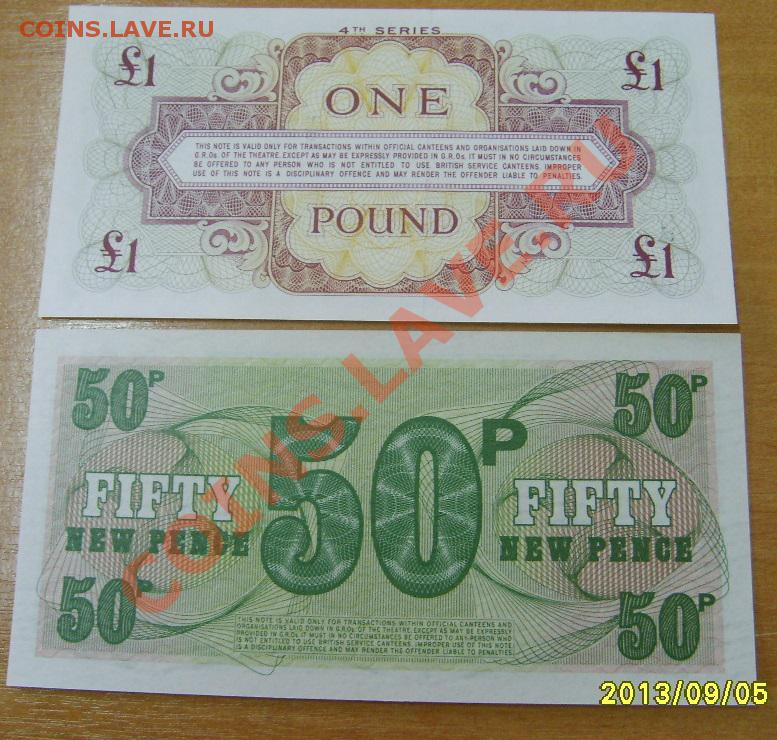 COINS.LAVE.RU
4TH SERIES
£1 £1
ONE
THIS NOTE IS VALID ONLY FOR TRANSACTIONS WITHIN OFFICIAL CANTEENS AND ORGANISATIONS LAID DOWN IN
G.R.Os. OF THE THEATRE. EXCEPT AS MAY BE EXPRESSLY PROVIDED IN G.R.Os. IT MUST IN NO CIRCUMSTANCES
BE OFFERED TO ANY PERSON WHO IS NOT ENTITLED TO USE BRITISH SERVICE CANTEENS. IMPROPER
USE OF THIS NOTE IS A DISCIPLINARY OFFENCE AND MAY RENDER THE OFFENDER LIABLE TO PENALTIES.
POUND
£1 £1
COINS.LAVE.RU
50P 50P
50P
FIFTY FIFTY
NEW PENCE NEW PENCE
50P 50P
THIS NOTE IS VALID ONLY FOR TRANSACTIONS WITHIN OFFICIAL CANTEENS AND
ORGANISATIONS LAID DOWN IN G.R.Os. OF THE THEATRE. EXCEPT AS MAY BE EXPRESSLY
PROVIDED IN G.R.Os. IT MUST IN NO CIRCUMSTANCES BE OFFERED TO ANY PERSON WHO
IS NOT ENTITLED TO USE BRITISH SERVICE CANTEENS. IMPROPER USE OF THIS NOTE
IS A DISCIPLINARY OFFENCE AND MAY RENDER THE OFFENDER LIABLE TO PENALTIES.
2013/09/05